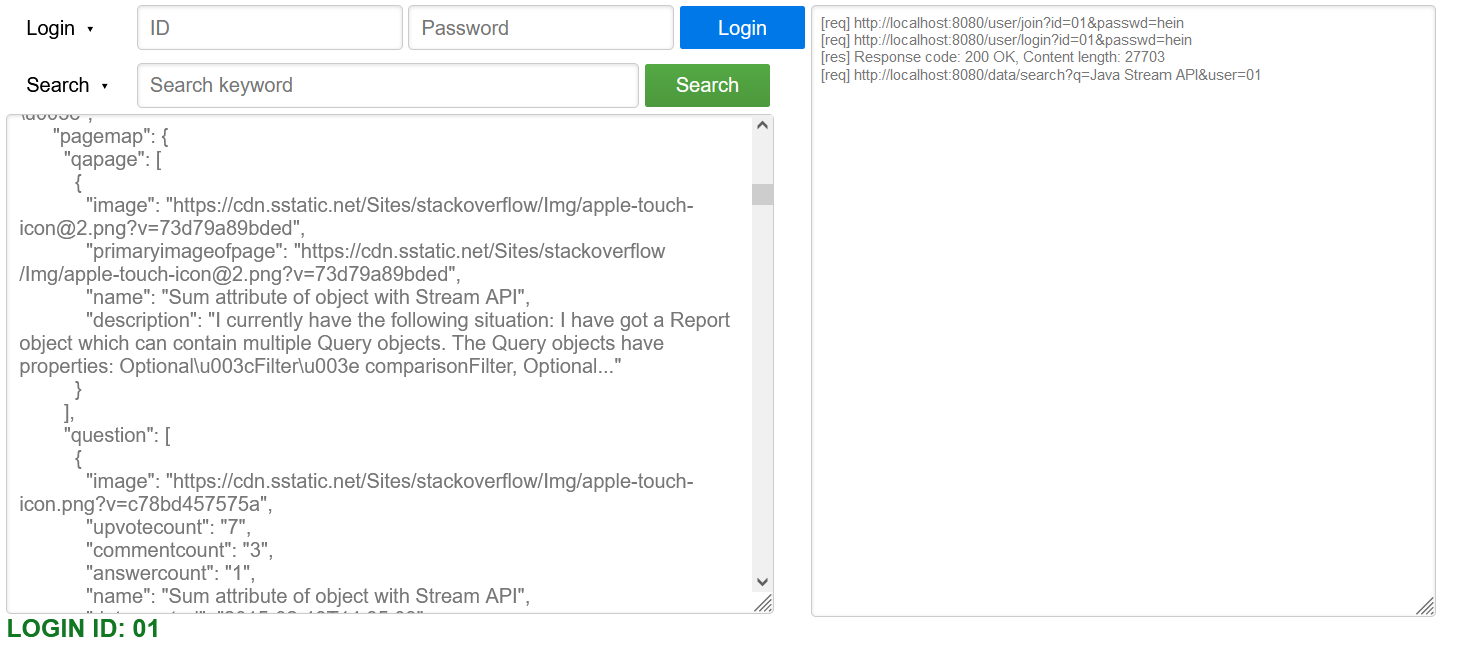 Login
ID
Password
Login
Search
Search keyword
Search
\u003e",
"pagemap": {
"qapage": [
{
"image": "https://cdn.sstatic.net/Sites/stackoverflow/Img/apple-touch-
icon@2.png?v=73d79a89bded",
"primaryimageofpage": "https://cdn.sstatic.net/Sites/stackoverflow
/Img/apple-touch-icon@2.png?v=73d79a89bded",
"name": "Sum attribute of object with Stream API",
"description": "I currently have the following situation: I have got a Report
object which can contain multiple Query objects. The Query objects have
properties: Optional\u003cFilter\u003e comparisonFilter, Optional..."
}
],
"question": [
{
"image": "https://cdn.sstatic.net/Sites/stackoverflow/Img/apple-touch-
icon.png?v=c78bd457575a",
"upvotecount": "7",
"commentcount": "3",
"answercount": "1",
"name": "Sum attribute of object with Stream API",
LOGIN ID: 01
[req] http://localhost:8080/user/join?id=01&passwd=hein
[req] http://localhost:8080/user/login?id=01&passwd=hein
[res] Response code: 200 OK, Content length: 27703
[req] http://localhost:8080/data/search?q=Java Stream API&user=01